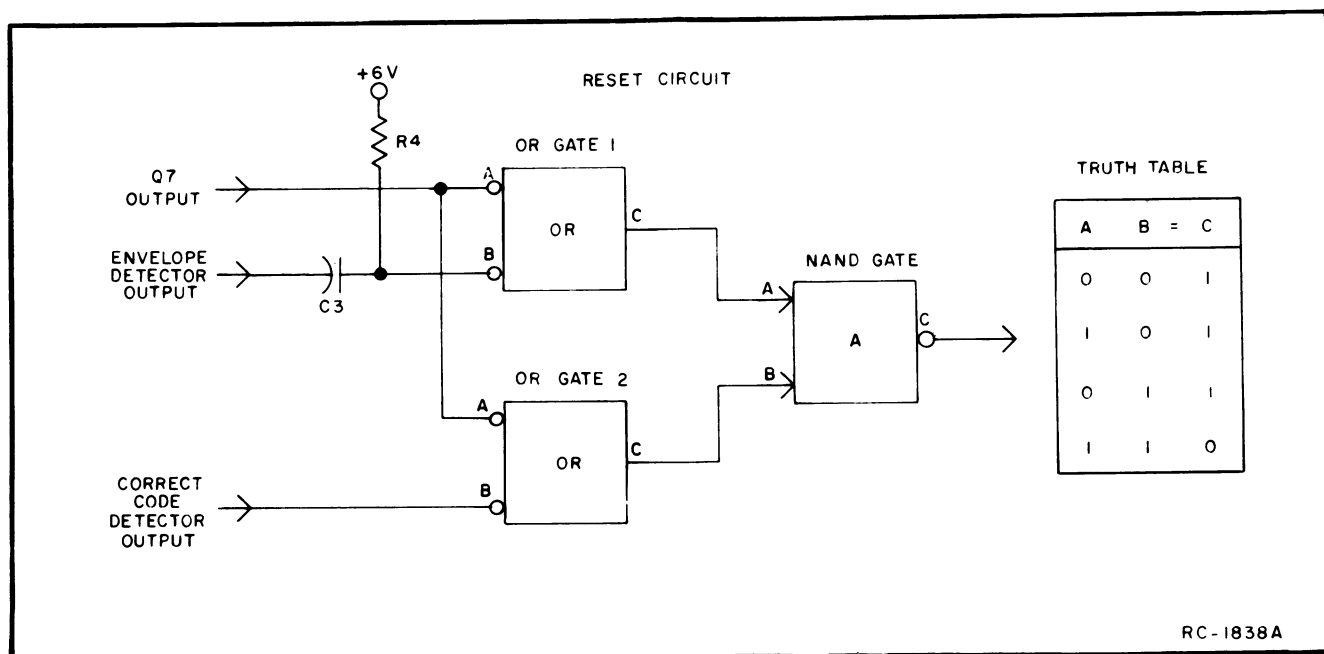 RESET CIRCUIT
+6V
R4
OR GATE 1
Q7
OUTPUT
A
OR
C
B
ENVELOPE
DETECTOR
OUTPUT
C3
NAND GATE
A
A
C
B
OR GATE 2
A
OR
C
B
CORRECT
CODE
DETECTOR
OUTPUT
TRUTH TABLE
A B = C
0 0 1
1 0 1
0 1 1
1 1 0
RC-1838A